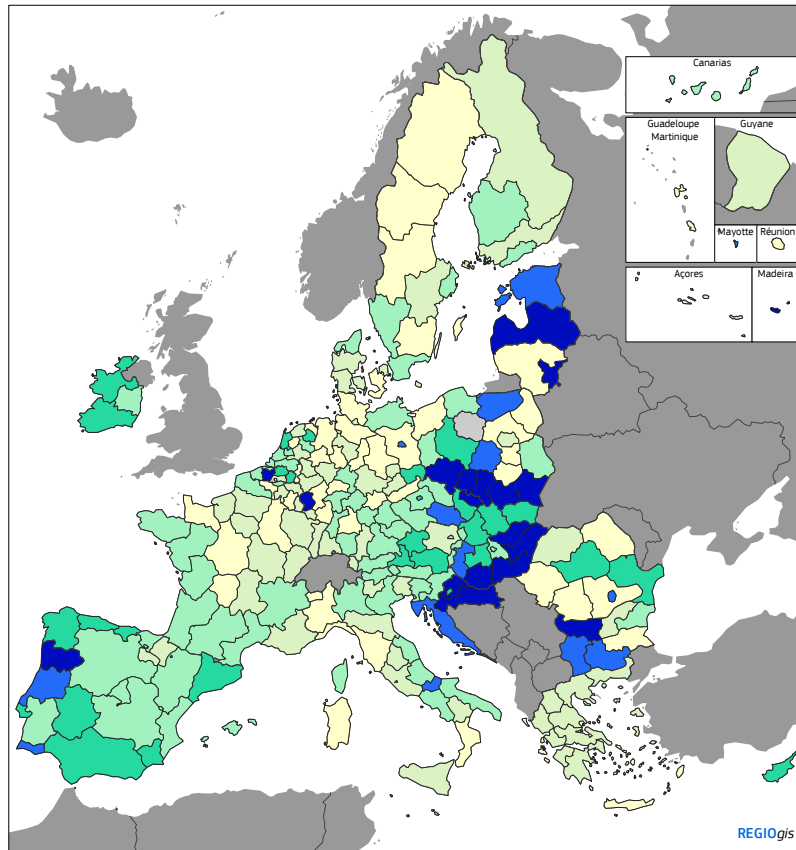 Canarias
Guadeloupe
Martinique
Guyane
Mayotte
Réunion
Açores
Madeira
REGIOgis